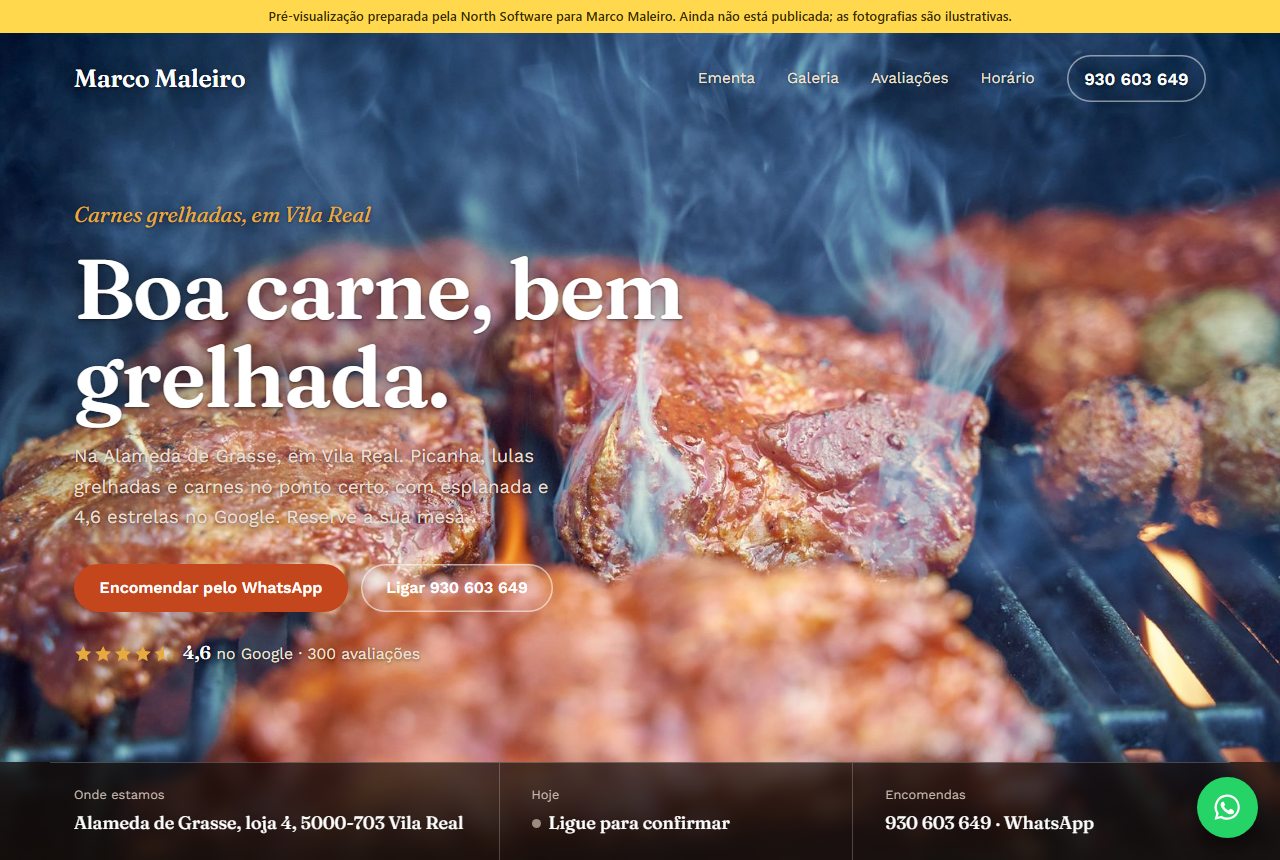 Pré-visualização preparada pela North Software para Marco Maleiro. Ainda não está publicada; as fotografias são ilustrativas.
Marco Maleiro
Ementa
Galeria
Avaliações
Horário
930 603 649
Carnes grelhadas, em Vila Real
Boa carne, bem
grelhada.
Na Alameda de Grasse, em Vila Real. Picanha, lulas
grelhadas e carnes no ponto certo, com esplanada e
4,6 estrelas no Google. Reserve a sua mesa.
Encomendar pelo WhatsApp
Ligar 930 603 649
4,6 no Google · 300 avaliações
Onde estamos
Alameda de Grasse, loja 4, 5000-703 Vila Real
Hoje
Ligue para confirmar
Encomendas
930 603 649 · WhatsApp